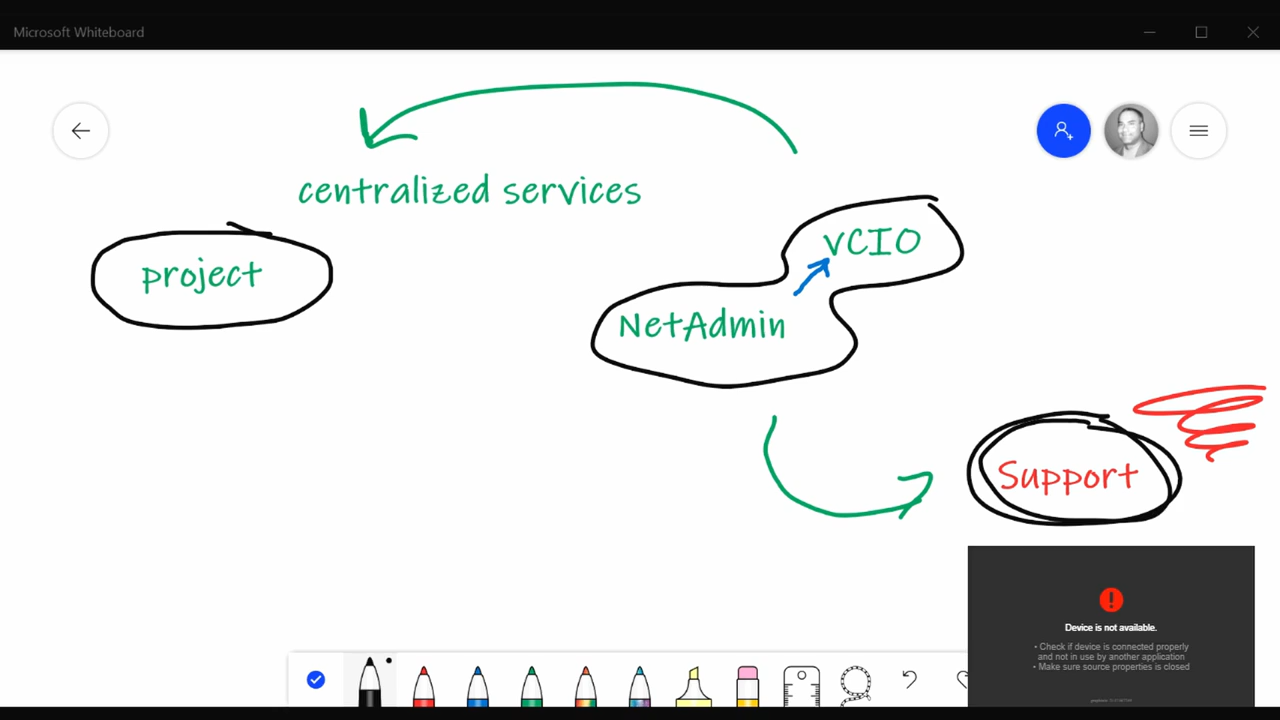 Microsoft Whiteboard
centralized services
vCIO
project
NetAdmin
Support
Device is not available.
• Check if device is connected properly
and not in use by another application
• Make sure source properties is closed